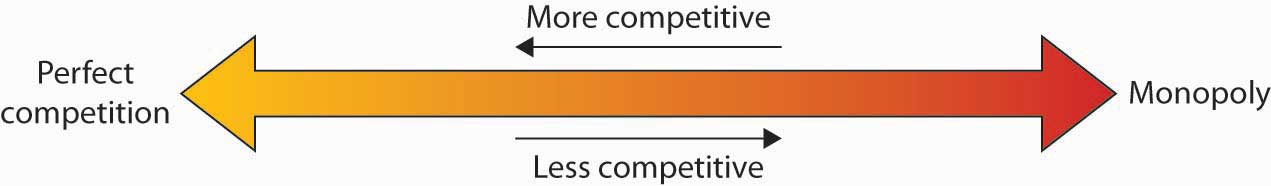 More competitive
Perfect
competition
Monopoly
Less competitive